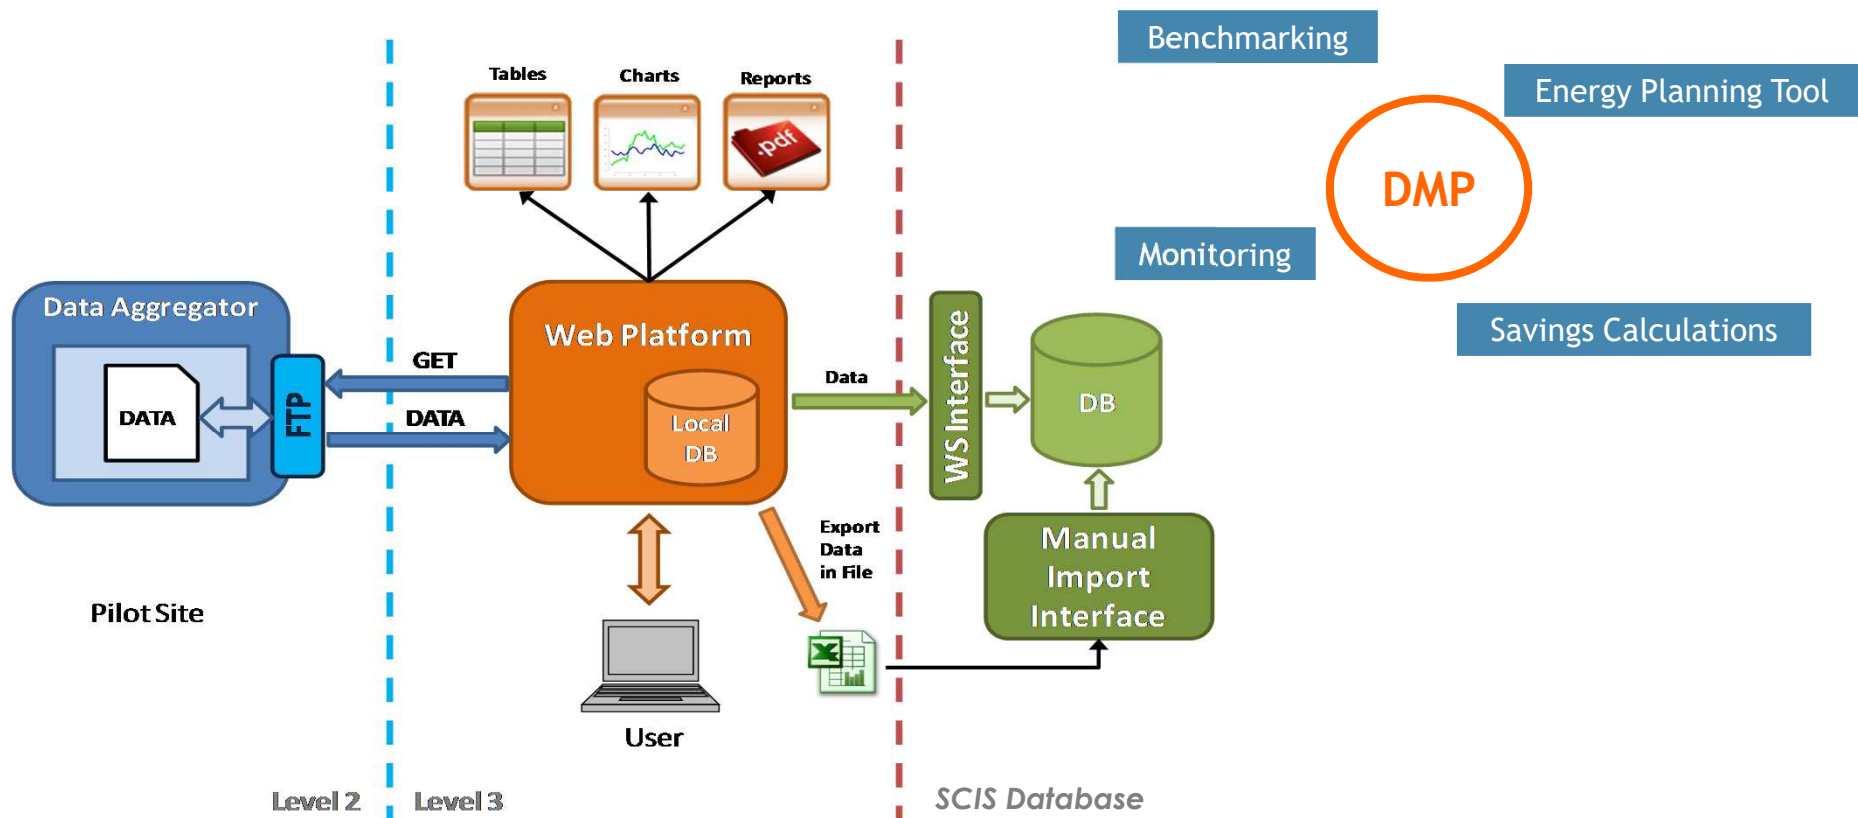 Benchmarking
Energy Planning Tool
DMP
Monitoring
Savings Calculations
Tables
Charts
Reports
.pdf
Data Aggregator
DATA
FTP
GET
DATA
Web Platform
Local
DB
Data
WS Interface
DB
Export
Data
in File
Manual
Import
Interface
Pilot Site
User
Level 2
Level 3
SCIS Database